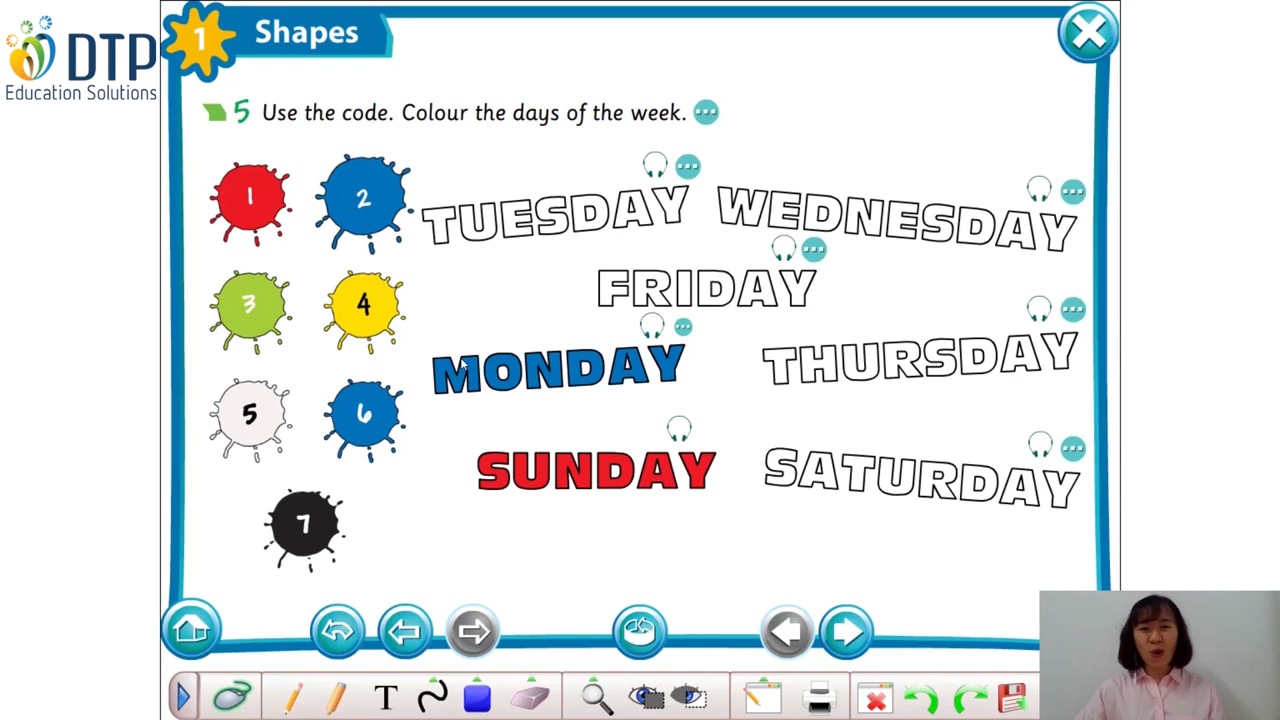 DTP
Education Solutions
1 Shapes
5 Use the code. Colour the days of the week.
1 2
TUESDAY WEDNESDAY
FRIDAY
3 4
MONDAY THURSDAY
5 6
SUNDAY SATURDAY
7
T